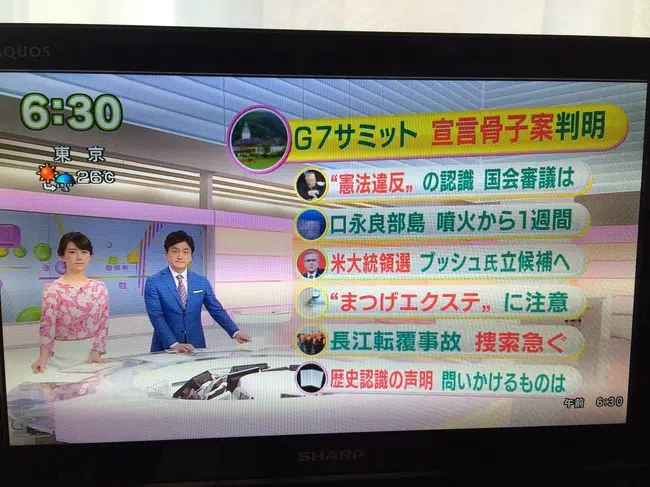 AQUOS
6:30
東京
26℃
G7サミット 宣言骨子案判明
“憲法違反„ の認識 国会審議は
口永良部島 噴火から1週間
米大統領選 ブッシュ氏立候補へ
“まつげエクステ„ に注意
長江転覆事故 捜索急ぐ
歴史認識の声明 問いかけるものは
午前 6:30
SHARP